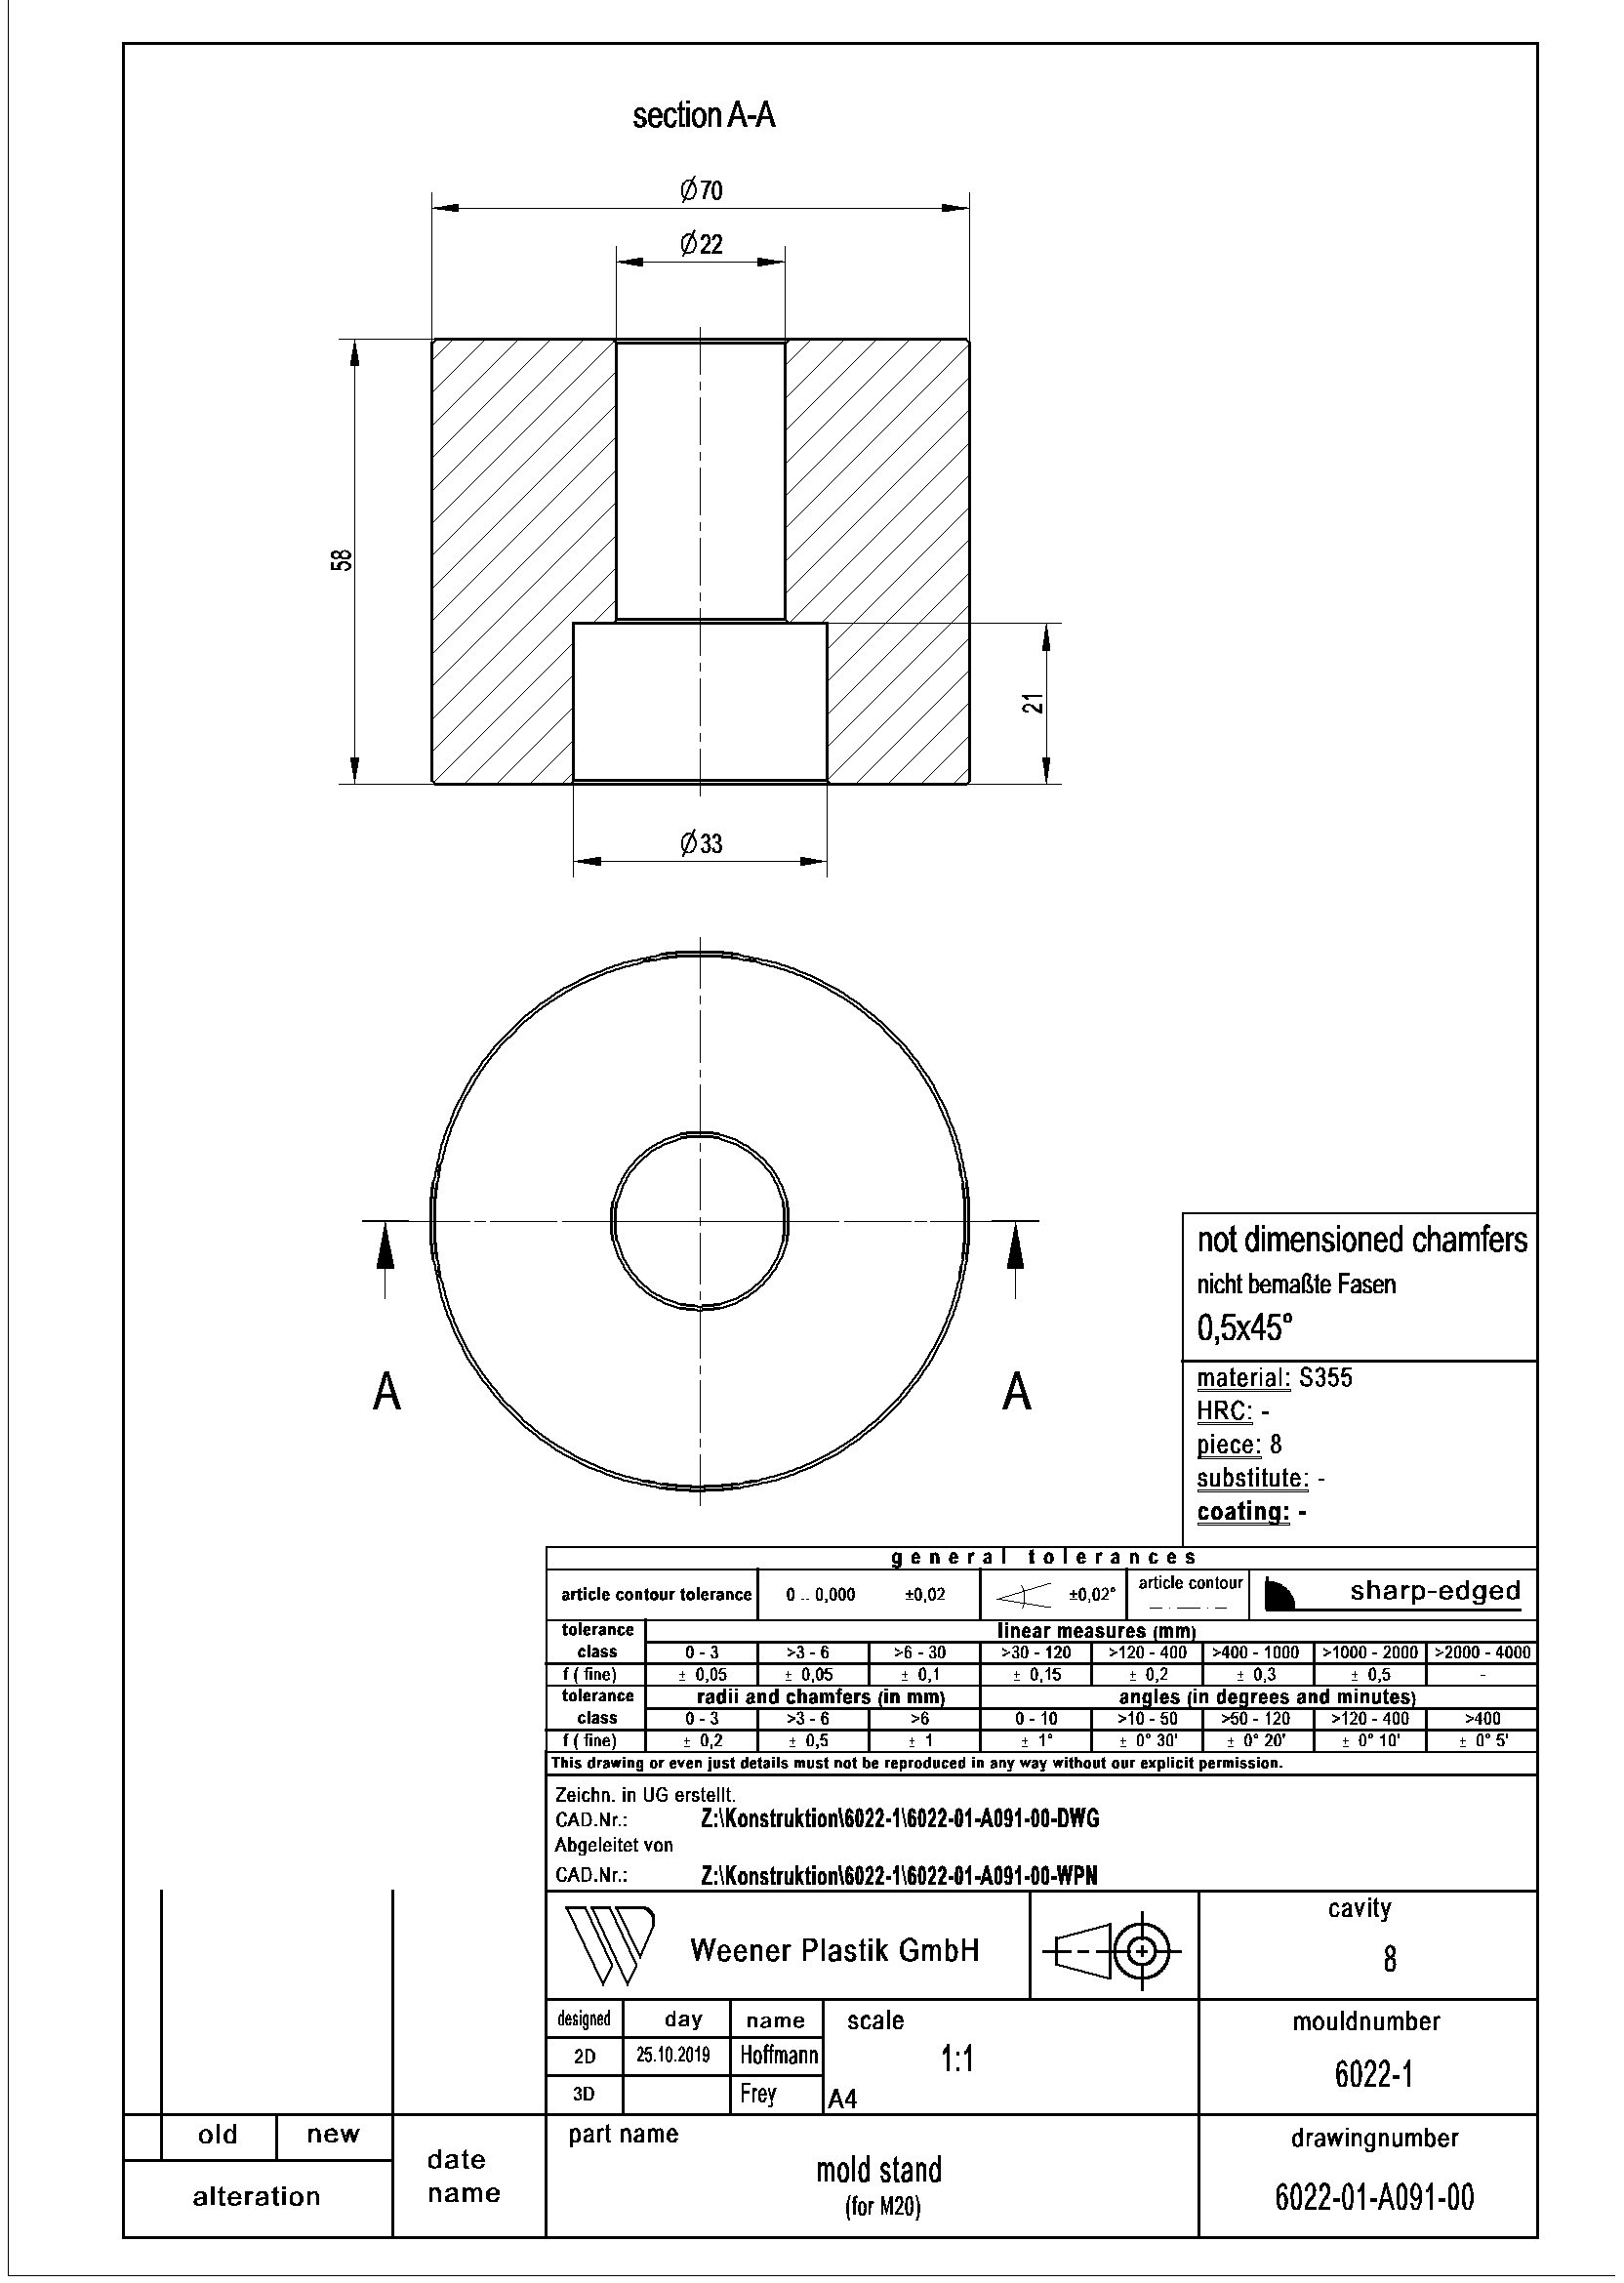 section A-A
Ø70
Ø22
58
21
Ø33
A A
not dimensioned chamfers
nicht bemaßte Fasen
0,5x45°
material: S355
HRC: -
piece: 8
substitute: -
coating: -
general tolerances
article contour tolerance 0 .. 0,000 ±0,02 ±0,02° article contour sharp-edged
tolerance class linear measures (mm)
0 - 3 >3 - 6 >6 - 30 >30 - 120 >120 - 400 >400 - 1000 >1000 - 2000 >2000 - 4000
f ( fine) ± 0,05 ± 0,05 ± 0,1 ± 0,15 ± 0,2 ± 0,3 ± 0,5 -
tolerance class radii and chamfers (in mm) angles (in degrees and minutes)
0 - 3 >3 - 6 >6 0 - 10 >10 - 50 >50 - 120 >120 - 400 >400
f ( fine) ± 0,2 ± 0,5 ± 1 ± 1° ± 0° 30' ± 0° 20' ± 0° 10' ± 0° 5'
This drawing or even just details must not be reproduced in any way without our explicit permission.
Zeichn. in UG erstellt.
CAD.Nr.: Z:\Konstruktion\6022-1\6022-01-A091-00-DWG
Abgeleitet von
CAD.Nr.: Z:\Konstruktion\6022-1\6022-01-A091-00-WPN
Weener Plastik GmbH
cavity
8
designed day name
2D 25.10.2019 Hoffmann
3D Frey
scale
1:1
A4
mouldnumber
6022-1
old new
alteration
date
name
part name
mold stand
(for M20)
drawingnumber
6022-01-A091-00